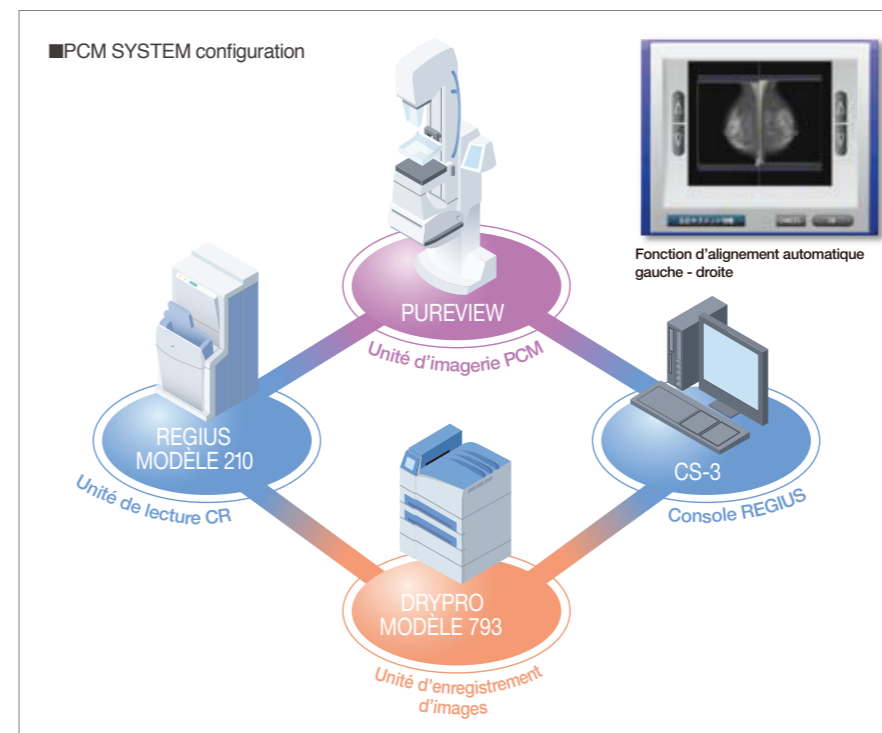 ■PCM SYSTEM configuration
Fonction d'alignement automatique
gauche - droite
PUREVIEW
Unité d'imagerie PCM
REGIUS
MODÈLE 210
Unité de lecture CR
CS-3
Console REGIUS
DRYPRO
MODÈLE 793
Unité d'enregistrement
d'images